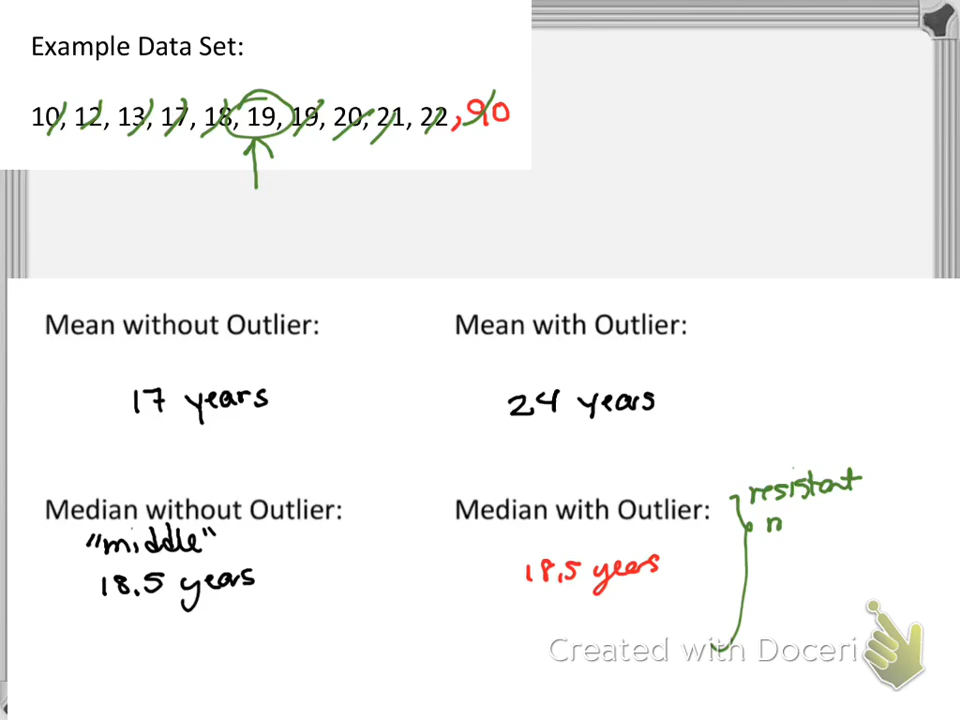 Example Data Set:
10, 12, 13, 17, 18, 19, 19, 20, 21, 22, 90
Mean without Outlier:
Mean with Outlier:
17 years
24 years
Median without Outlier:
Median with Outlier:
resistant
n
"middle"
18.5 years
18.5 years
Created with Doceri